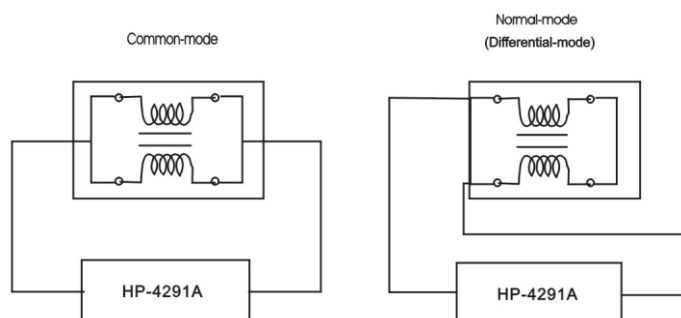 Common-mode
Normal-mode
(Differential-mode)
HP-4291A
HP-4291A